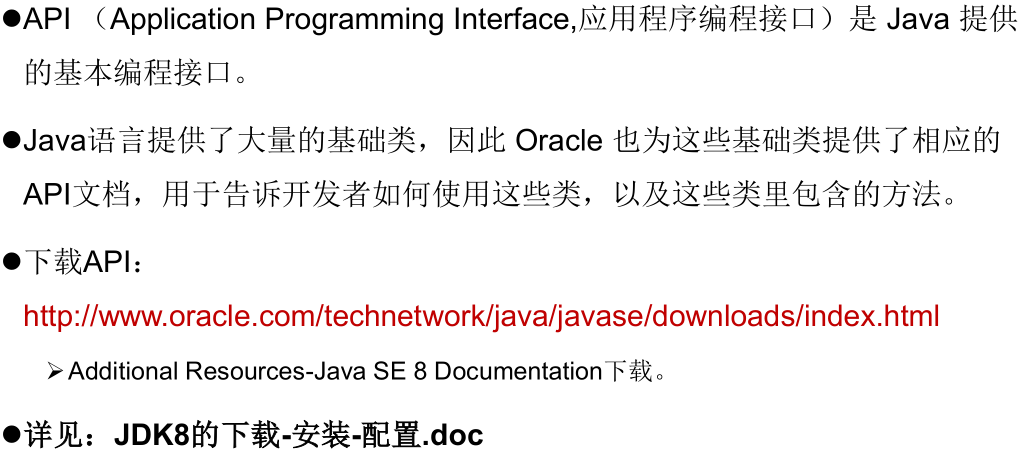 ●API （Application Programming Interface,应用程序编程接口）是 Java 提供
的基本编程接口。
●Java语言提供了大量的基础类，因此 Oracle 也为这些基础类提供了相应的
API文档，用于告诉开发者如何使用这些类，以及这些类里包含的方法。
●下载API：
http://www.oracle.com/technetwork/java/javase/downloads/index.html
➢Additional Resources-Java SE 8 Documentation下载。
●详见：JDK8的下载-安装-配置.doc